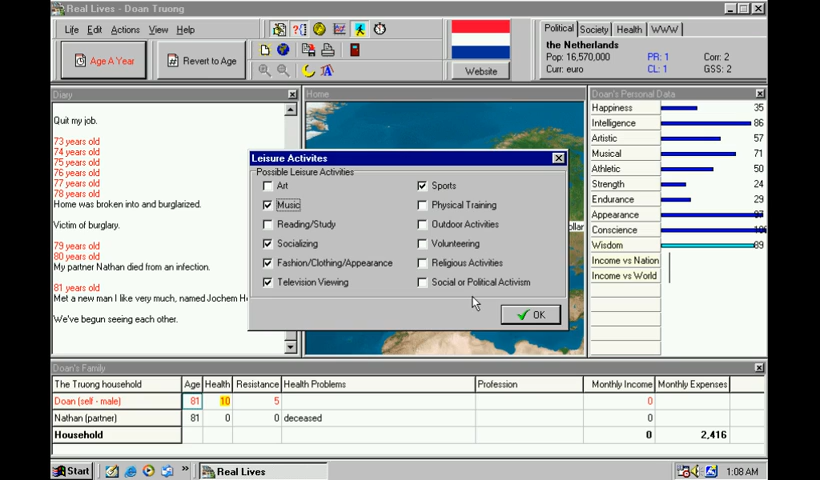 Real Lives - Doan Truong
Life Edit Actions View Help
Age A Year
Revert to Age
Website
Political Society Health WWW
the Netherlands
Pop: 16,570,000 PR: 1 Corr: 2
Curr: euro CL: 1 GSS: 2
Diary
Quit my job.
73 years old
74 years old
75 years old
76 years old
77 years old
78 years old
Home was broken into and burglarized.
Victim of burglary.
79 years old
80 years old
My partner Nathan died from an infection.
81 years old
Met a new man I like very much, named Jochem H
We've begun seeing each other.
Home
Leisure Activites
Possible Leisure Activities
Art
Music
Reading/Study
Socializing
Fashion/Clothing/Appearance
Television Viewing
Sports
Physical Training
Outdoor Activities
Volunteering
Religious Activities
Social or Political Activism
OK
Doan's Personal Data
Happiness 35
Intelligence 86
Artistic 57
Musical 71
Athletic 50
Strength 24
Endurance 29
Appearance
Conscience
Wisdom
Income vs Nation
Income vs World
Doan's Family
The Truong household Age Health Resistance Health Problems Profession Monthly Income Monthly Expenses
Doan (self - male) 81 10 5 0
Nathan (partner) 81 0 0 deceased 0
Household 0 2,416
Start Real Lives 1:08 AM